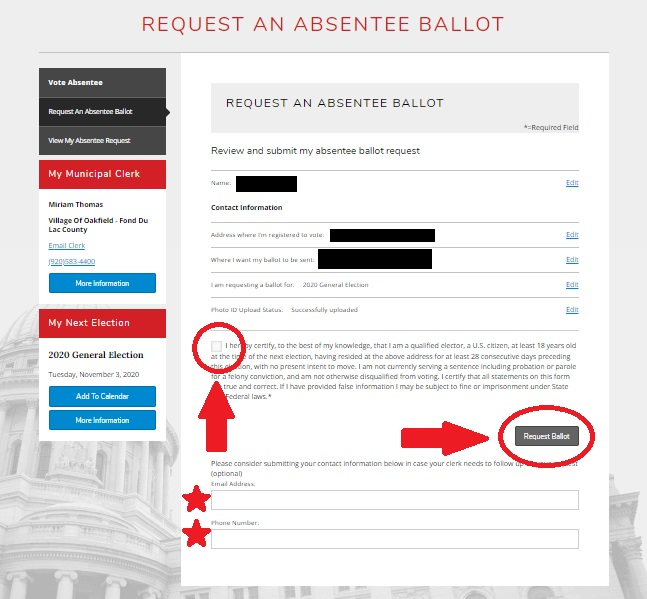 REQUEST AN ABSENTEE BALLOT
Vote Absentee
Request An Absentee Ballot
View My Absentee Request
My Municipal Clerk
Miriam Thomas
Village Of Oakfield - Fond Du
Lac County
Email Clerk
(920)583-4400
More Information
My Next Election
2020 General Election
Tuesday, November 3, 2020
Add To Calendar
More Information
REQUEST AN ABSENTEE BALLOT
*=Required Field
Review and submit my absentee ballot request
Name: Edit
Contact Information
Address where I'm registered to vote: Edit
Where I want my ballot to be sent: Edit
I am requesting a ballot for: 2020 General Election Edit
Photo ID Upload Status: Successfully uploaded Edit
I hereby certify, to the best of my knowledge, that I am a qualified elector, a U.S. citizen, at least 18 years old
at the time of the next election, having resided at the above address for at least 28 consecutive days preceding
this election, with no present intent to move. I am not currently serving a sentence including probation or parole
for a felony conviction, and am not otherwise disqualified from voting. I certify that all statements on this form
true and correct. If I have provided false information I may be subject to fine or imprisonment under State
Federal laws.*
Request Ballot
Please consider submitting your contact information below in case your clerk needs to follow up
(optional)
Email Address:
Phone Number: